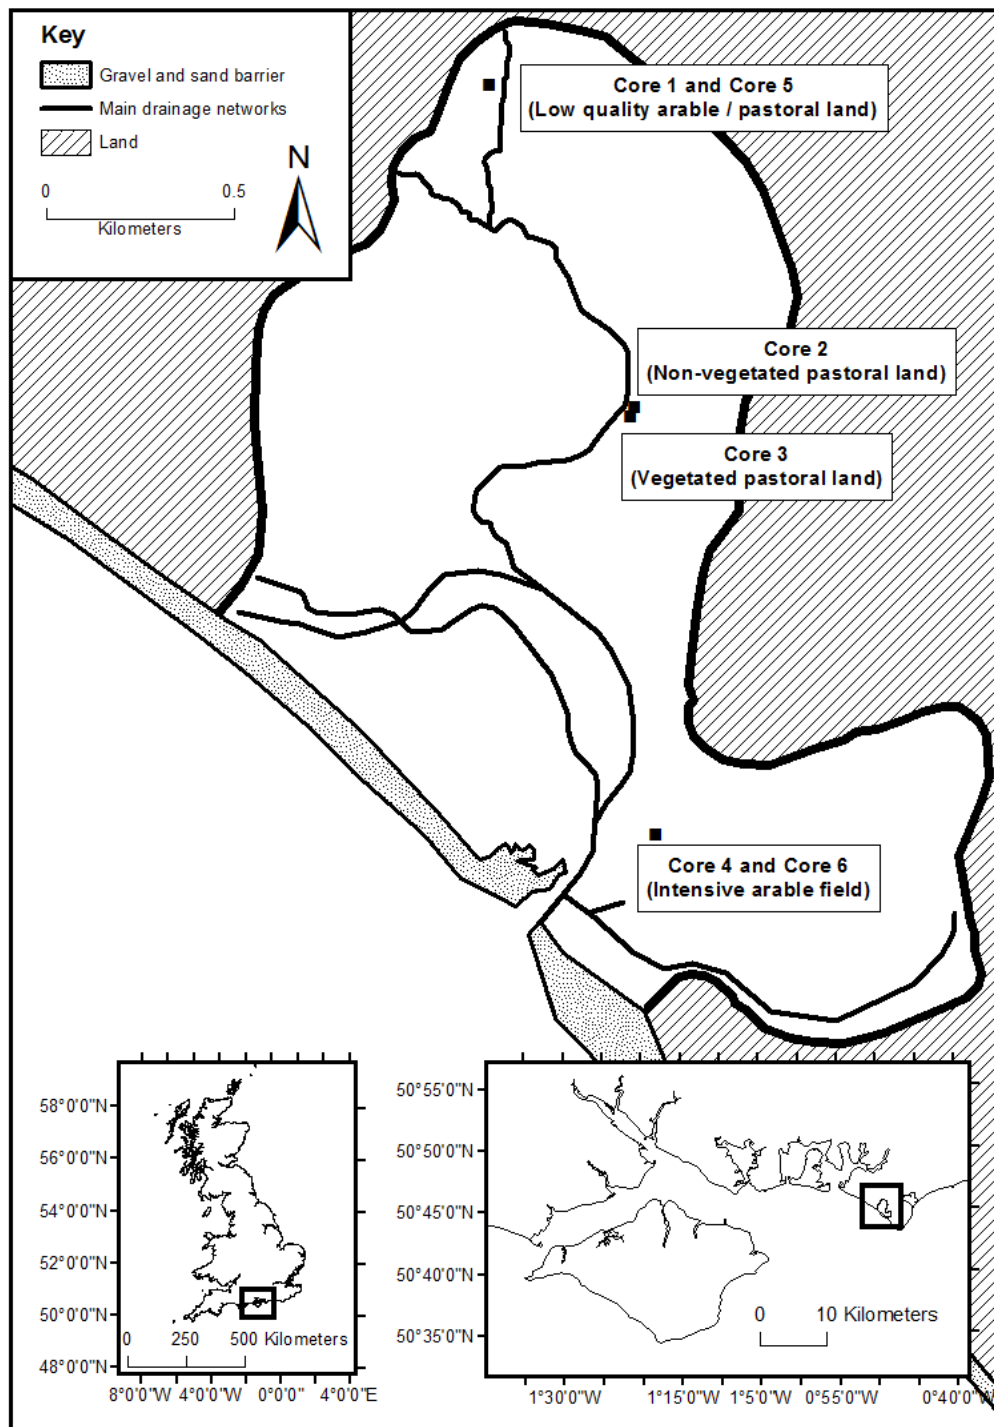 Key
Gravel and sand barrier
Main drainage networks
Land
N
0 0.5
Kilometers
Core 1 and Core 5
(Low quality arable / pastoral land)
Core 2
(Non-vegetated pastoral land)
Core 3
(Vegetated pastoral land)
Core 4 and Core 6
(Intensive arable field)
58°0'0"N
56°0'0"N
54°0'0"N
52°0'0"N
50°0'0"N
48°0'0"N
0 250 500 Kilometers
8°0'0"W 4°0'0"W 0°0'0" 4°0'0"E
50°55'0"N
50°50'0"N
50°45'0"N
50°40'0"N
50°35'0"N
0 10 Kilometers
1°30'0"W 1°15'0"W 1°5'0"W 0°55'0"W 0°40'0"W